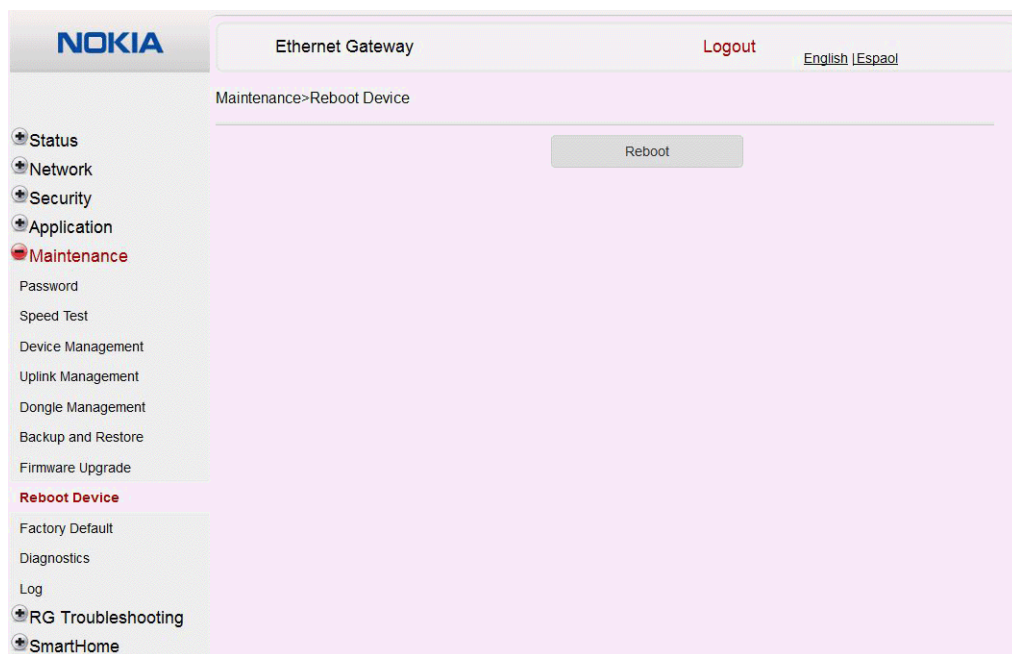 NOKIA
Ethernet Gateway
Logout
English |Espaol
Maintenance>Reboot Device
Reboot
Status
Network
Security
Application
Maintenance
Password
Speed Test
Device Management
Uplink Management
Dongle Management
Backup and Restore
Firmware Upgrade
Reboot Device
Factory Default
Diagnostics
Log
RG Troubleshooting
SmartHome